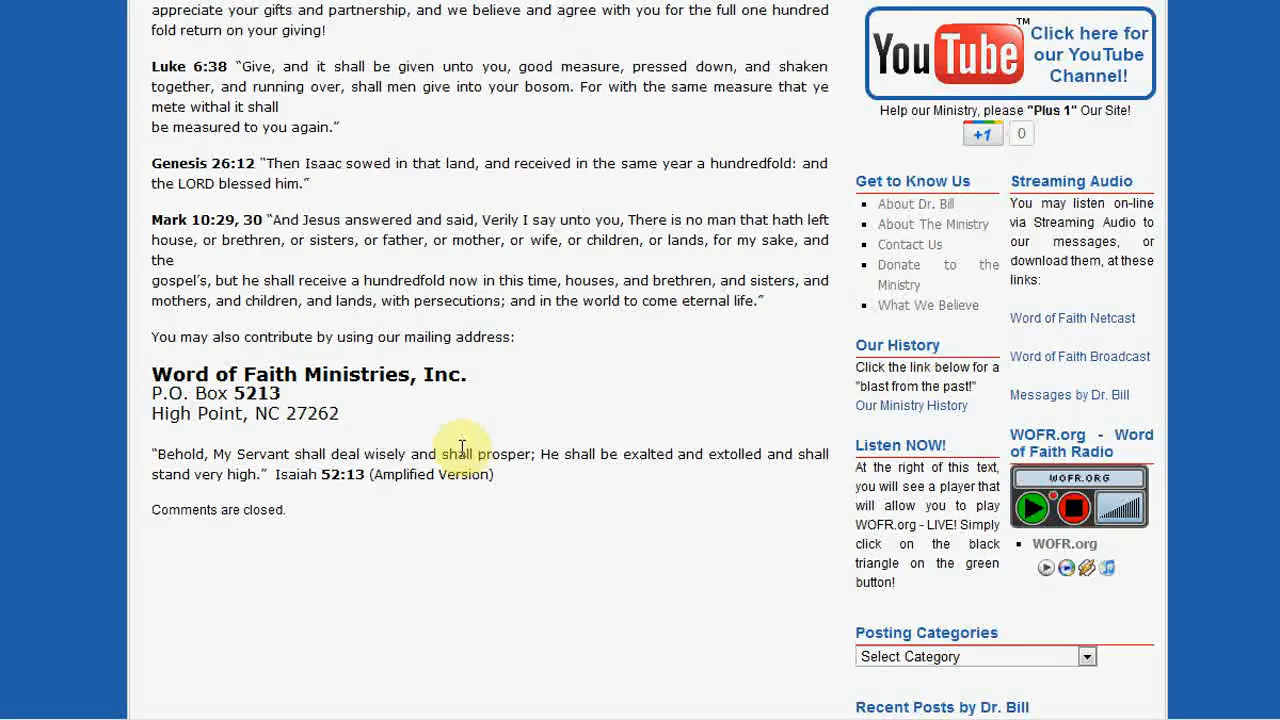 appreciate your gifts and partnership, and we believe and agree with you for the full one hundred
fold return on your giving!
Luke 6:38 “Give, and it shall be given unto you, good measure, pressed down, and shaken
together, and running over, shall men give into your bosom. For with the same measure that ye
mete withal it shall
be measured to you again.”
Genesis 26:12 “Then Isaac sowed in that land, and received in the same year a hundredfold: and
the LORD blessed him.”
Mark 10:29, 30 “And Jesus answered and said, Verily I say unto you, There is no man that hath left
house, or brethren, or sisters, or father, or mother, or wife, or children, or lands, for my sake, and
the
gospel’s, but he shall receive a hundredfold now in this time, houses, and brethren, and sisters, and
mothers, and children, and lands, with persecutions; and in the world to come eternal life.”
You may also contribute by using our mailing address:
Word of Faith Ministries, Inc.
P.O. Box 5213
High Point, NC 27262
“Behold, My Servant shall deal wisely and shall prosper; He shall be exalted and extolled and shall
stand very high.” Isaiah 52:13 (Amplified Version)
Comments are closed.
YouTube™
Click here for
our YouTube
Channel!
Help our Ministry, please "Plus 1" Our Site!
+1 0
Get to Know Us
About Dr. Bill
About The Ministry
Contact Us
Donate to the
Ministry
What We Believe
Our History
Click the link below for a
"blast from the past!"
Our Ministry History
Listen NOW!
At the right of this text,
you will see a player that
will allow you to play
WOFR.org - LIVE! Simply
click on the black
triangle on the green
button!
Streaming Audio
You may listen on-line
via Streaming Audio to
our messages, or
download them, at these
links:
Word of Faith Netcast
Word of Faith Broadcast
Messages by Dr. Bill
WOFR.org - Word
of Faith Radio
WOFR.ORG
WOFR.org
Posting Categories
Select Category
Recent Posts by Dr. Bill